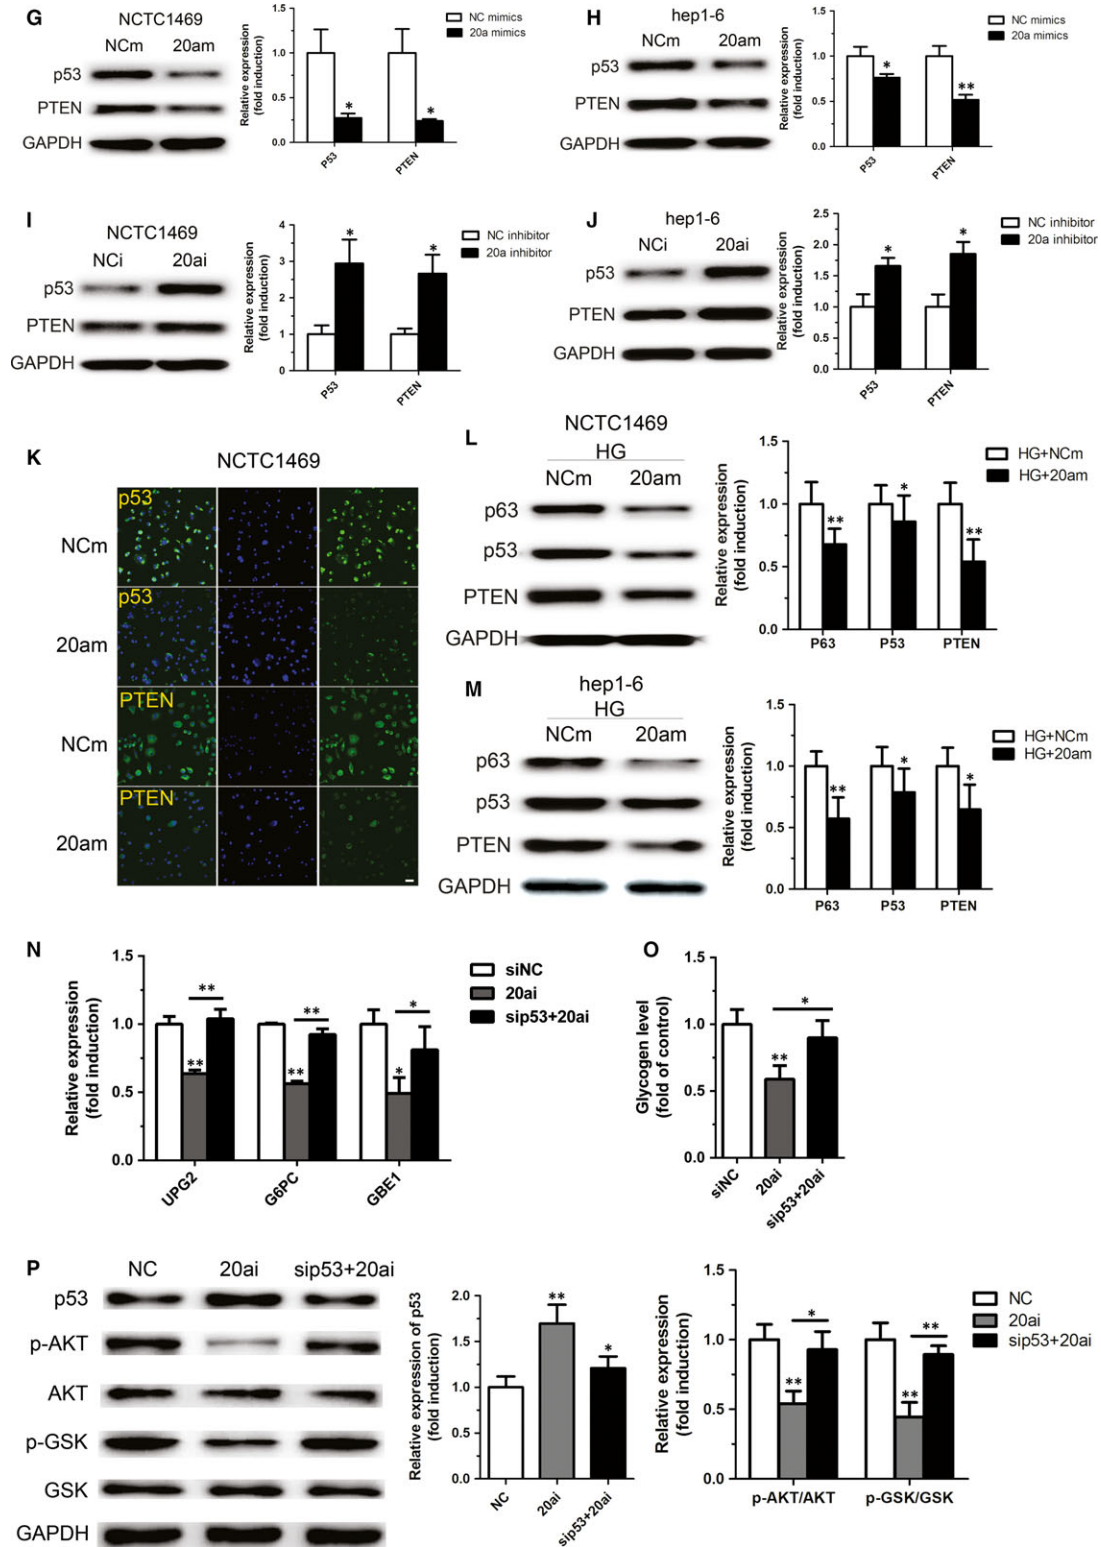 G
NCTC1469
NCm 20am
p53
PTEN
GAPDH
Relative expression
(fold induction)
1.5
1.0
0.5
0.0
* *
P53 PTEN
NC mimics
20a mimics
H
hep1-6
NCm 20am
p53
PTEN
GAPDH
Relative expression
(fold induction)
1.5
1.0
0.5
0.0
* **
P53 PTEN
NC mimics
20a mimics
I
NCTC1469
NCi 20ai
p53
PTEN
GAPDH
Relative expression
(fold induction)
4
3
2
1
0
* *
P53 PTEN
NC inhibitor
20a inhibitor
J
hep1-6
NCi 20ai
p53
PTEN
GAPDH
Relative expression
(fold induction)
2.5
2.0
1.5
1.0
0.5
0.0
* *
P53 PTEN
NC inhibitor
20a inhibitor
K
NCTC1469
p53
NCm
p53
20am
PTEN
NCm
PTEN
20am
L
NCTC1469
HG
NCm 20am
p63
p53
PTEN
GAPDH
Relative expression
(fold induction)
1.5
1.0
0.5
0.0
** * **
P63 P53 PTEN
HG+NCm
HG+20am
M
hep1-6
HG
NCm 20am
p63
p53
PTEN
GAPDH
Relative expression
(fold induction)
1.5
1.0
0.5
0.0
** * *
P63 P53 PTEN
HG+NCm
HG+20am
N
Relative expression
(fold induction)
1.5
1.0
0.5
0.0
** ** *
** ** *
UPG2 G6PC GBE1
siNC
20ai
sip53+20ai
O
Glycogen level
(fold of control)
1.5
1.0
0.5
0.0
*
**
siNC 20ai sip53+20ai
P
NC 20ai sip53+20ai
p53
p-AKT
AKT
p-GSK
GSK
GAPDH
Relative expression of p53
(fold induction)
2.0
1.5
1.0
0.5
0.0
** *
NC 20ai sip53+20ai
Relative expression
(fold induction)
1.5
1.0
0.5
0.0
* **
** **
p-AKT/AKT p-GSK/GSK
NC
20ai
sip53+20ai